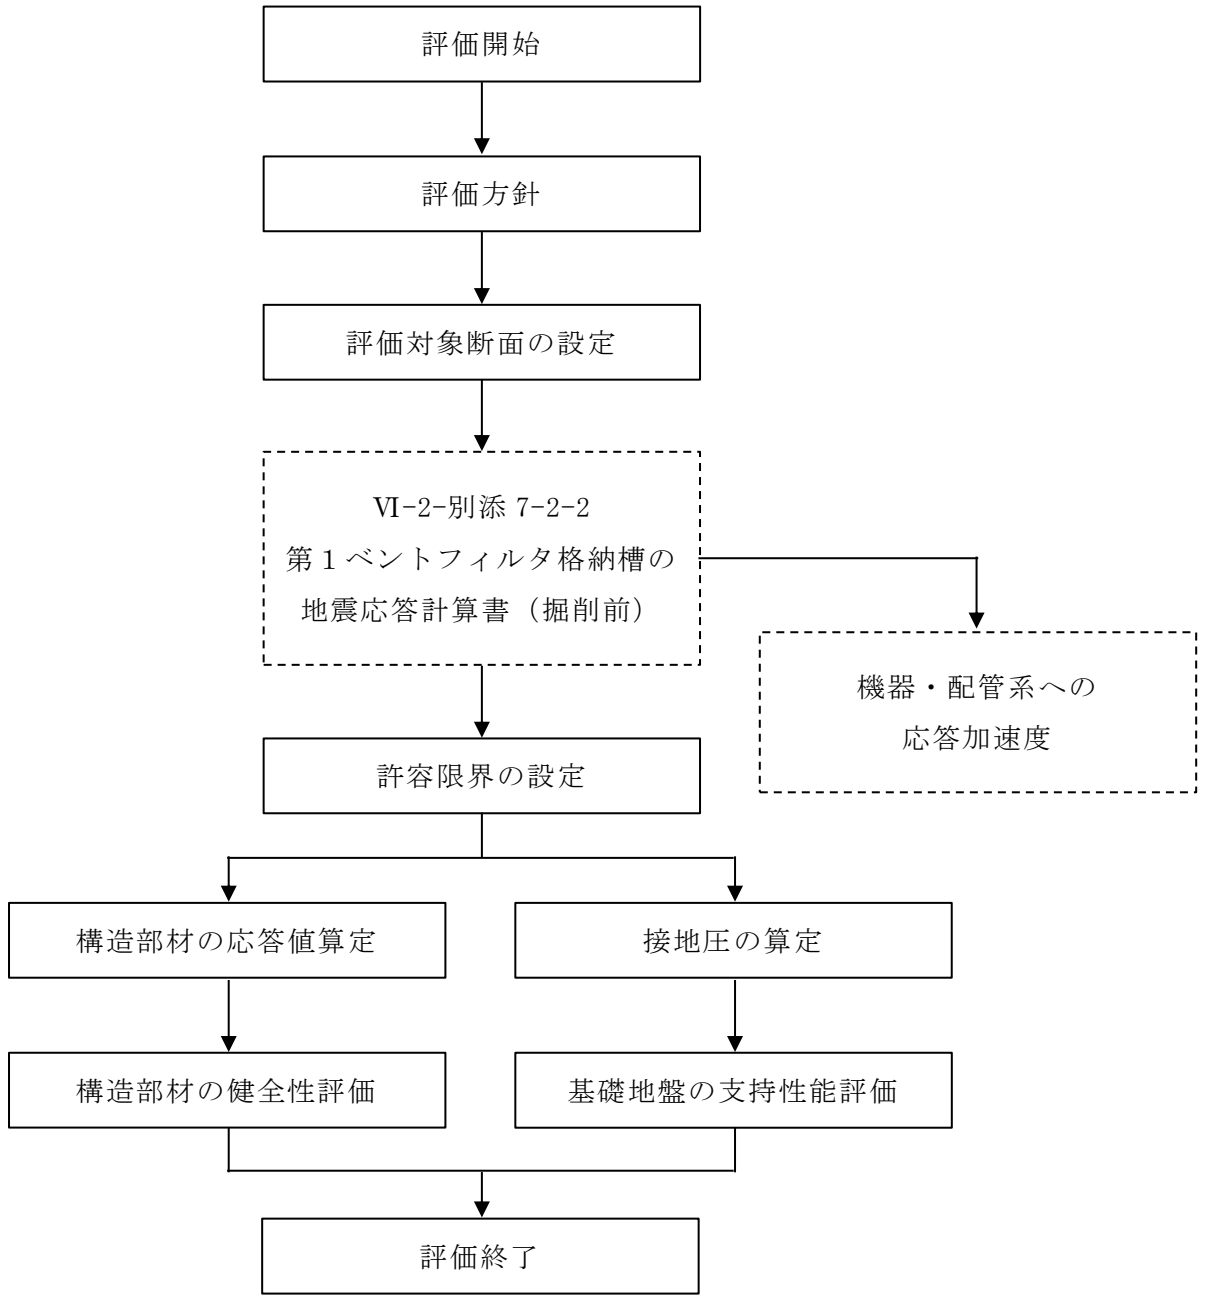 評価開始
評価方針
評価対象断面の設定
Ⅵ-2-別添 7-2-2
第１ベントフィルタ格納槽の
地震応答計算書（掘削前）
機器・配管系への
応答加速度
許容限界の設定
構造部材の応答値算定
接地圧の算定
構造部材の健全性評価
基礎地盤の支持性能評価
評価終了